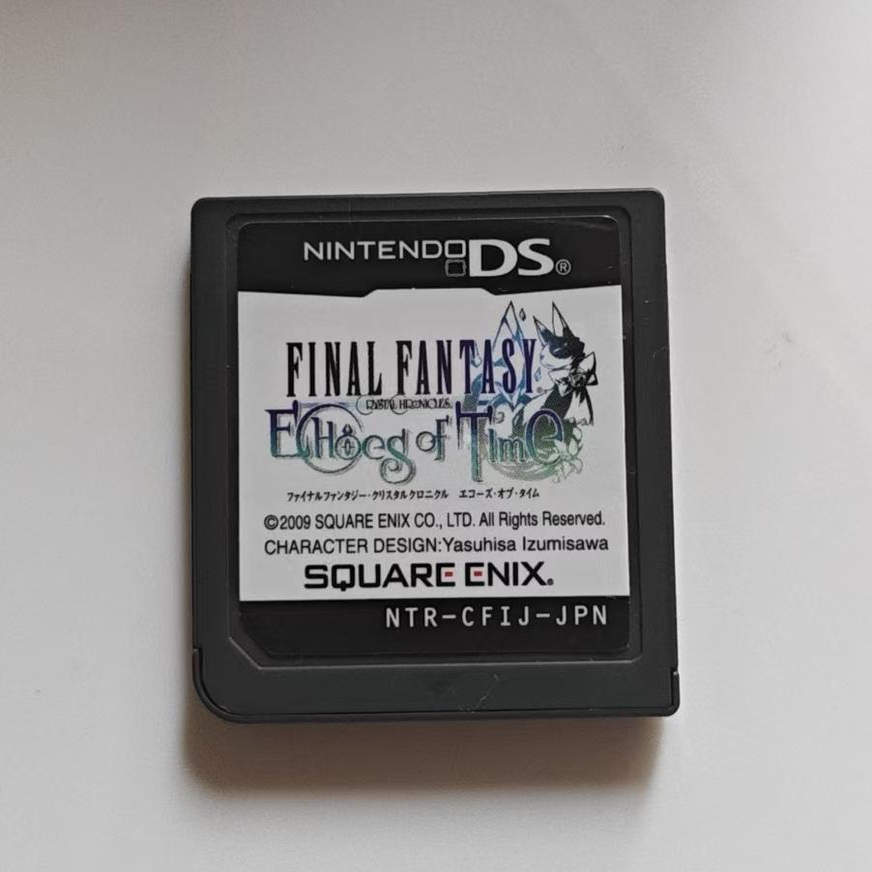 NINTENDO DS®
FINAL FANTASY®
CRYSTAL CHRONICLES
Echoes of Time
ファイナルファンタジー・クリスタルクロニクル エコーズ・オブ・タイム
©2009 SQUARE ENIX CO., LTD. All Rights Reserved.
CHARACTER DESIGN:Yasuhisa Izumisawa
SQUARE ENIX®
NTR-CFIJ-JPN